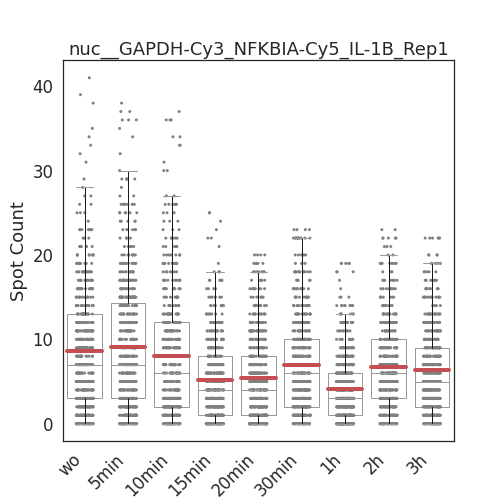 nuc__GAPDH-Cy3_NFKBIA-Cy5_IL-1B_Rep1
40
30
20
10
0
Spot Count
wo
5min
10min
15min
20min
30min
1h
2h
3h